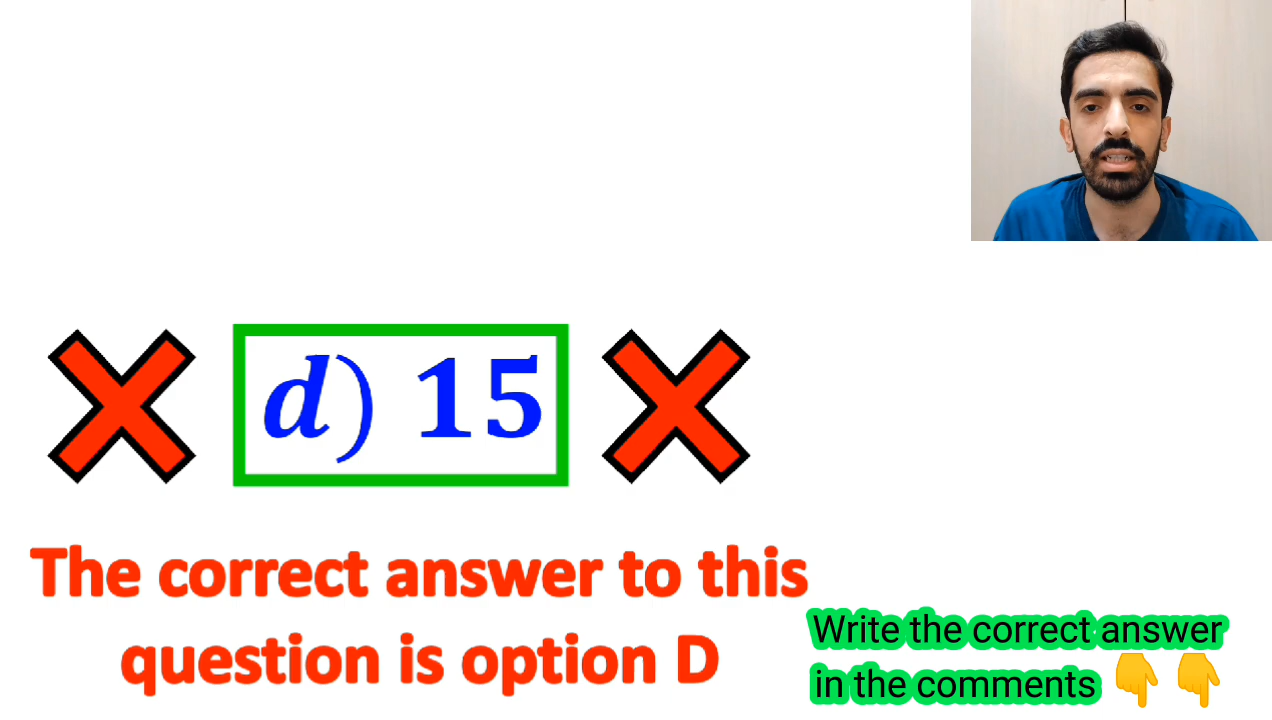 d) 15
The correct answer to this
question is option D
Write the correct answer
in the comments 👇👇